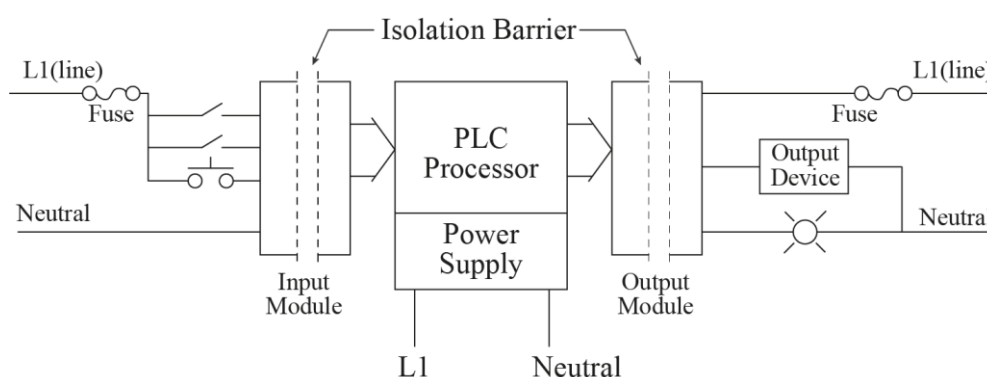 Isolation Barrier
L1(line)
Fuse
Neutral
Input
Module
PLC
Processor
Power
Supply
L1
Neutral
Output
Module
L1(line)
Fuse
Output
Device
Neutral